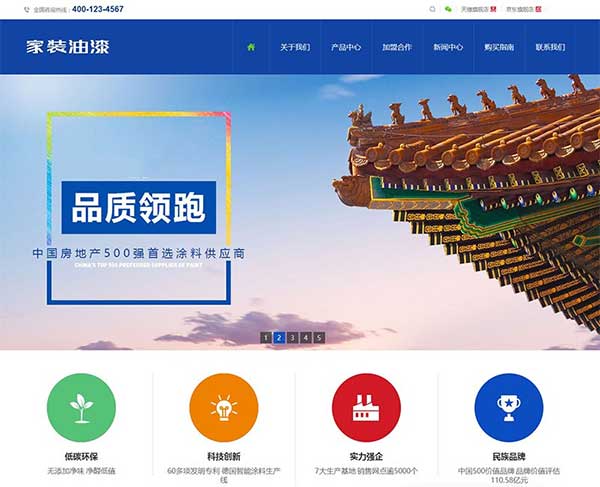 全国咨询热线：400-123-4567
天猫旗舰店 京东旗舰店
家装油漆
关于我们 产品中心 加盟合作 新闻中心 购买指南 联系我们
品质领跑
中国房地产500强首选涂料供应商
CHINA'S TOP 500 PREFERRED SUPPLIER OF PAINT
1 2 3 4 5
低碳环保
无添加净味 净醛低值
科技创新
60多项发明专利 德国智能涂料生产
线
实力强企
7大生产基地 销售网点逾5000个
民族品牌
中国500价值品牌 品牌价值评估
110.58亿元